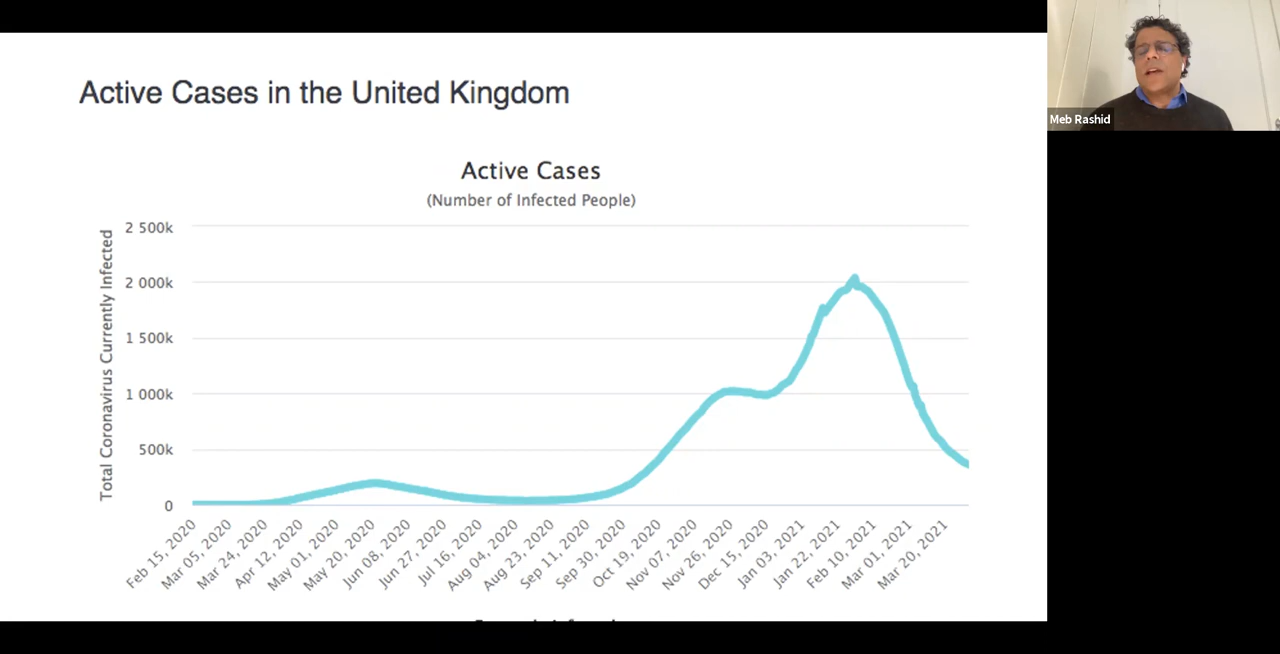 Active Cases in the United Kingdom
Meb Rashid
Active Cases
(Number of Infected People)
Total Coronavirus Currently Infected
2 500k
2 000k
1 500k
1 000k
500k
0
Feb 15, 2020
Mar 05, 2020
Mar 24, 2020
Apr 12, 2020
May 01, 2020
May 20, 2020
Jun 08, 2020
Jun 27, 2020
Jul 16, 2020
Aug 04, 2020
Aug 23, 2020
Sep 11, 2020
Sep 30, 2020
Oct 19, 2020
Nov 07, 2020
Nov 26, 2020
Dec 15, 2020
Jan 03, 2021
Jan 22, 2021
Feb 10, 2021
Mar 01, 2021
Mar 20, 2021